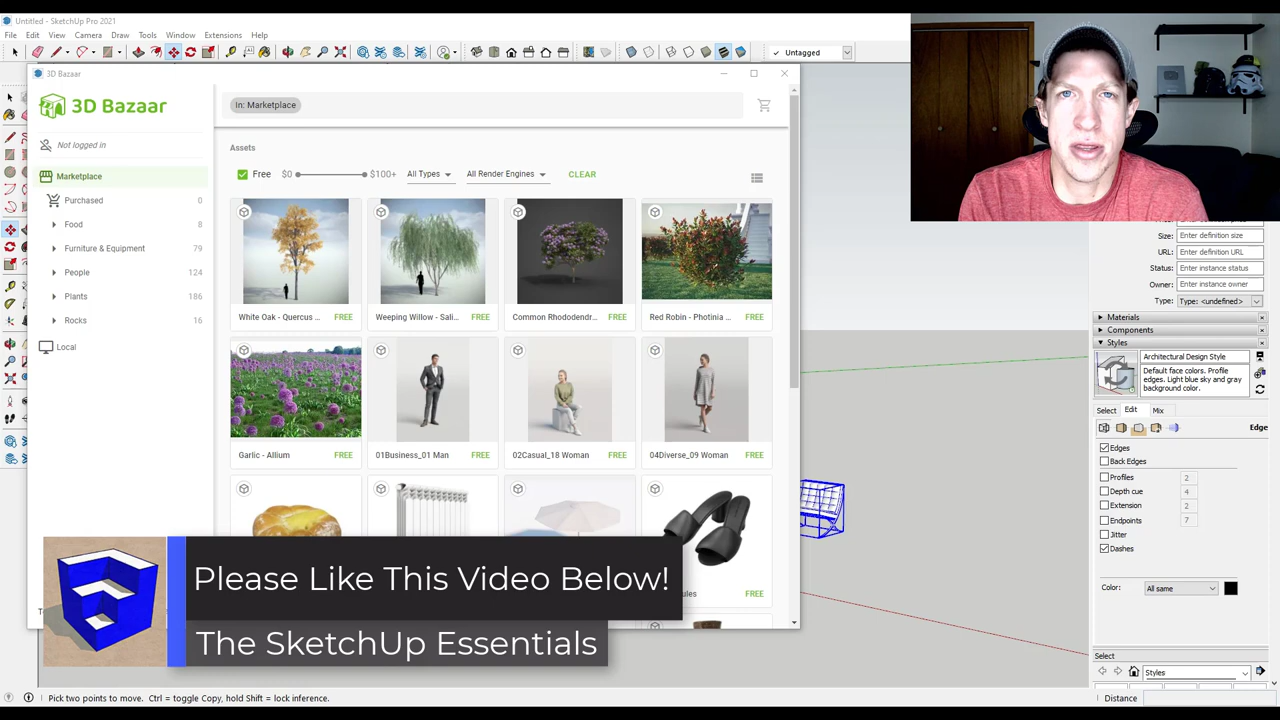 Untitled - SketchUp Pro 2021
File Edit View Camera Draw Tools Window Extensions Help
Untagged
3D Bazaar
3D Bazaar
In: Marketplace
Not logged in
Marketplace
Purchased 0
Food 8
Furniture & Equipment 79
People 124
Plants 186
Rocks 16
Local
Assets
Free $0 $100+ All Types All Render Engines CLEAR
White Oak - Quercus ... FREE
Weeping Willow - Sali... FREE
Common Rhododendr... FREE
Red Robin - Photinia ... FREE
Garlic - Allium FREE
01Business_01 Man FREE
02Casual_18 Woman FREE
04Diverse_09 Woman FREE
FREE
Please Like This Video Below!
The SketchUp Essentials
Size: Enter definition size
URL: Enter definition URL
Status: Enter instance status
Owner: Enter instance owner
Type: Type: <undefined>
Materials
Components
Styles
Architectural Design Style
Default face colors. Profile
edges. Light blue sky and gray
background color.
Select Edit Mix
Edge
Edges
Back Edges
Profiles 2
Depth cue 4
Extension 2
Endpoints 7
Jitter
Dashes
Color: All same
Select
Styles
Pick two points to move. Ctrl = toggle Copy, hold Shift = lock inference.
Distance